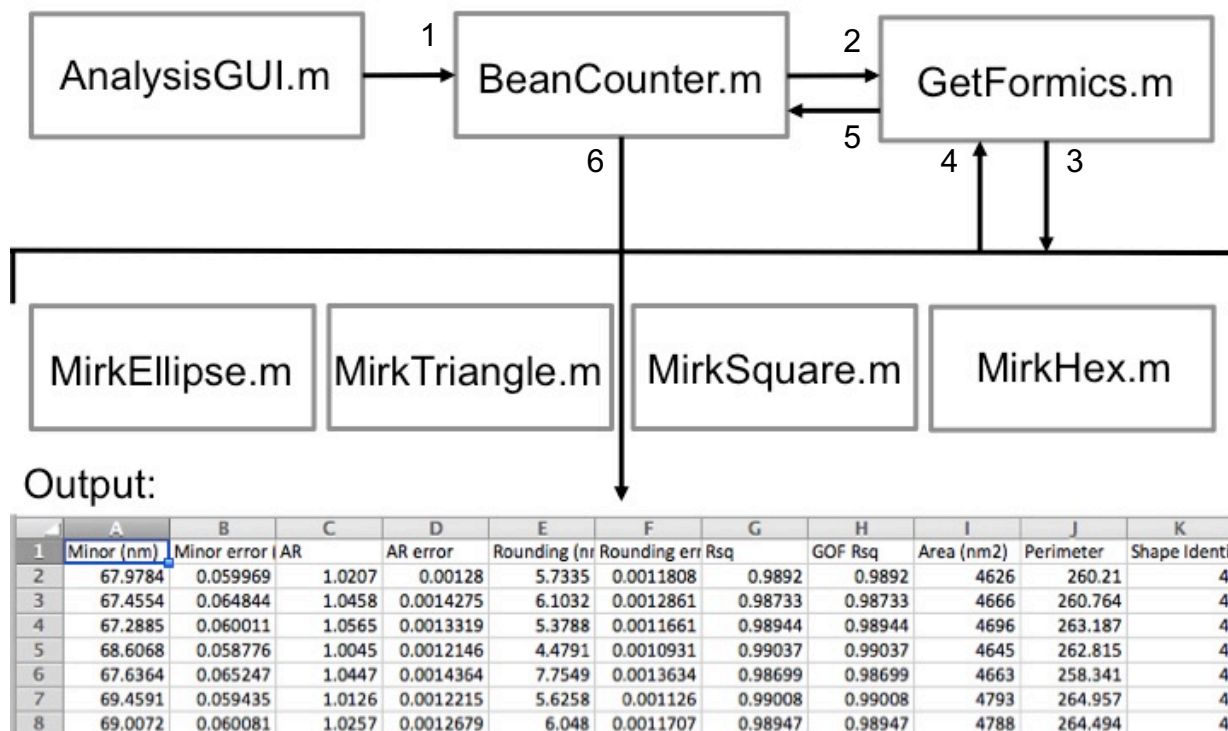 1
2
AnalysisGUI.m
BeanCounter.m
GetFormics.m
5
6
4
3
MirkEllipse.m
MirkTriangle.m
MirkSquare.m
MirkHex.m
Output:
A B C D E F G H I J K
1 Minor (nm) Minor error ( AR AR error Rounding (nr Rounding err Rsq GOF Rsq Area (nm2) Perimeter Shape Identi
2 67.9784 0.059969 1.0207 0.00128 5.7335 0.0011808 0.9892 0.9892 4626 260.21 4
3 67.4554 0.064844 1.0458 0.0014275 6.1032 0.0012861 0.98733 0.98733 4666 260.764 4
4 67.2885 0.060011 1.0565 0.0013319 5.3788 0.0011661 0.98944 0.98944 4696 263.187 4
5 68.6068 0.058776 1.0045 0.0012146 4.4791 0.0010931 0.99037 0.99037 4645 262.815 4
6 67.6364 0.065247 1.0447 0.0014364 7.7549 0.0013634 0.98699 0.98699 4663 258.341 4
7 69.4591 0.059435 1.0126 0.0012215 5.6258 0.001126 0.99008 0.99008 4793 264.957 4
8 69.0072 0.060081 1.0257 0.0012679 6.048 0.0011707 0.98947 0.98947 4788 264.494 4